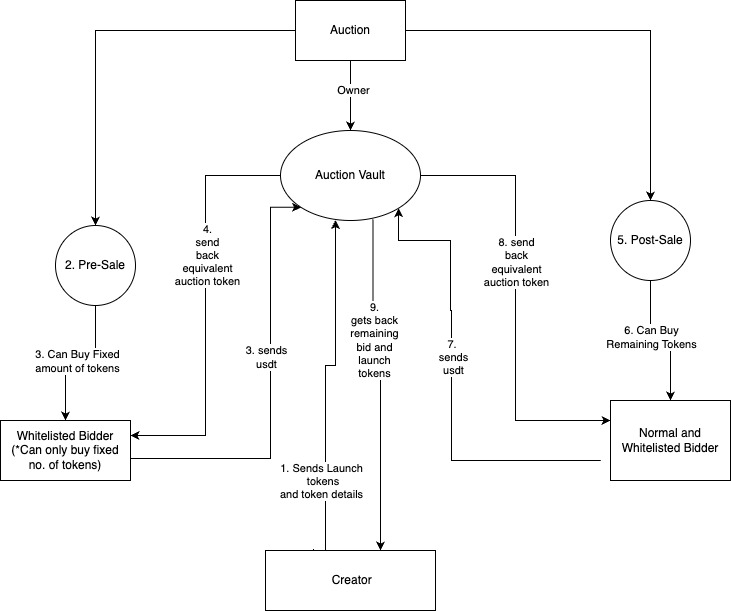 Auction
Owner
Auction Vault
4.
send
back
equivalent
auction token
8. send
back
equivalent
auction token
5. Post-Sale
2. Pre-Sale
9.
gets back
remaining
bid and
launch
tokens
6. Can Buy
Remaining Tokens
3. Can Buy Fixed
amount of tokens
3. sends
usdt
7.
sends
usdt
Whitelisted Bidder
(*Can only buy fixed
no. of tokens)
Normal and
Whitelisted Bidder
1. Sends Launch
tokens
and token details
Creator